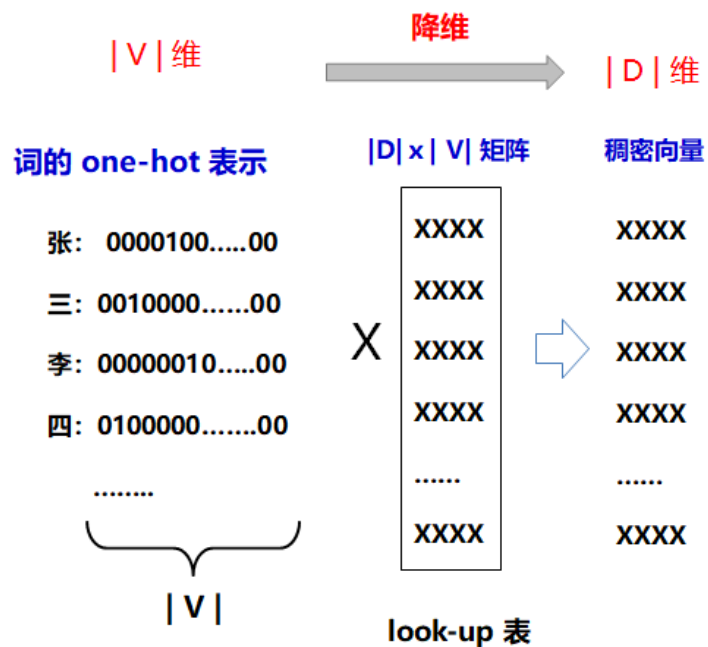 降维
| V | 维
| D | 维
词的 one-hot 表示
|D| x | V| 矩阵
稠密向量
张： 0000100…..00
三：0010000……00
李：00000010…..00
四：0100000…….00
……..
X
XXXX
XXXX
XXXX
XXXX
……
XXXX
XXXX
XXXX
XXXX
XXXX
……
XXXX
| V |
look-up 表